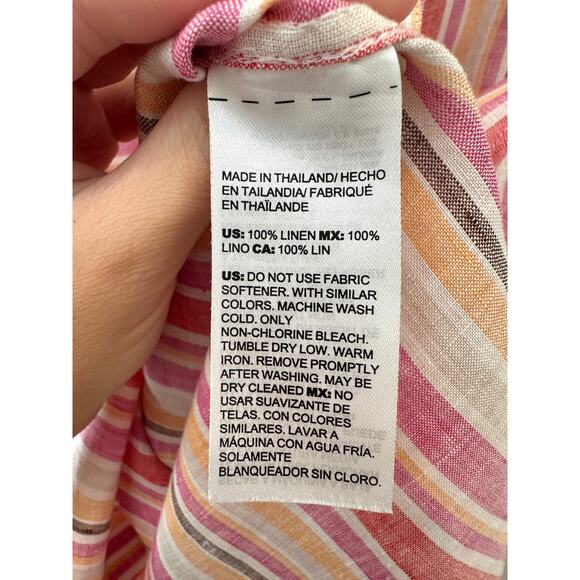 MADE IN THAILAND/ HECHO
EN TAILANDIA/ FABRIQUÉ
EN THAÏLANDE
US: 100% LINEN MX: 100%
LINO CA: 100% LIN
US: DO NOT USE FABRIC
SOFTENER. WITH SIMILAR
COLORS. MACHINE WASH
COLD. ONLY
NON-CHLORINE BLEACH.
TUMBLE DRY LOW. WARM
IRON. REMOVE PROMPTLY
AFTER WASHING. MAY BE
DRY CLEANED MX: NO
USAR SUAVIZANTE DE
TELAS. CON COLORES
SIMILARES. LAVAR A
MÁQUINA CON AGUA FRÍA.
SOLAMENTE
BLANQUEADOR SIN CLORO.